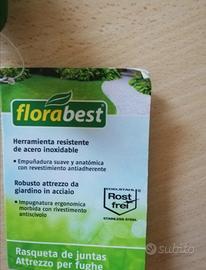 florabest
Herramienta resistente
de acero inoxidable
• Empuñadura suave y anatómica
con revestimiento antiadherente
Robusto attrezzo da
giardino in acciaio
• Impugnatura ergonomica
morbida con rivestimento
antiscivolo
EDELSTAHL
Rost
frei
STAINLESS STEEL
Rasqueta de juntas
Attrezzo per fughe
subito